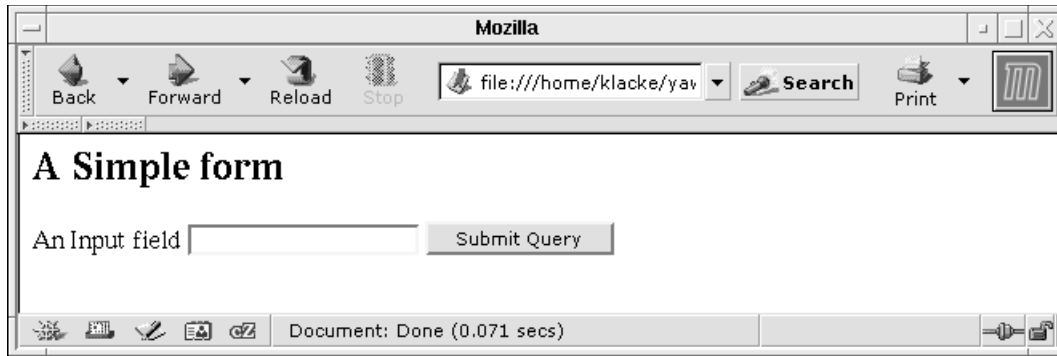 Mozilla
Back Forward Reload Stop file:///home/klacke/yaw Search Print
A Simple form
An Input field Submit Query
Document: Done (0.071 secs)